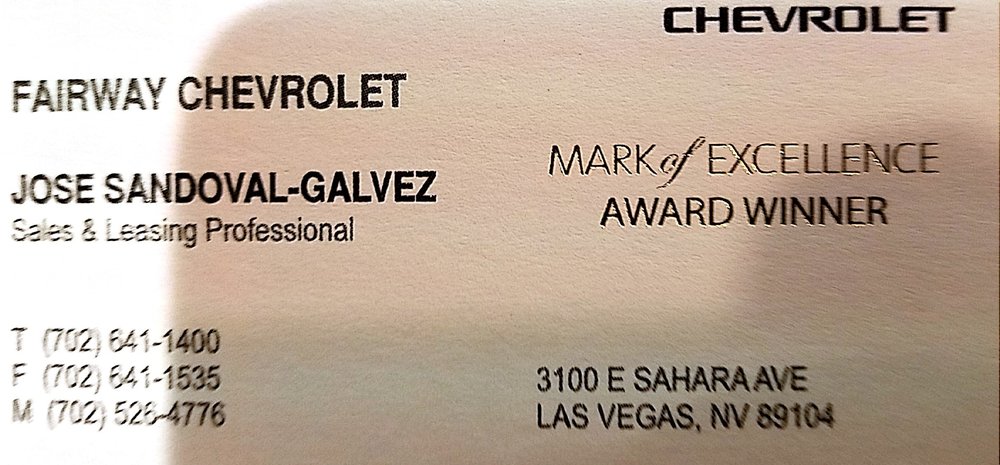 CHEVROLET
FAIRWAY CHEVROLET
MARK of EXCELLENCE
AWARD WINNER
JOSE SANDOVAL-GALVEZ
Sales & Leasing Professional
T (702) 641-1400
F (702) 641-1535
M (702) 526-4776
3100 E SAHARA AVE
LAS VEGAS, NV 89104